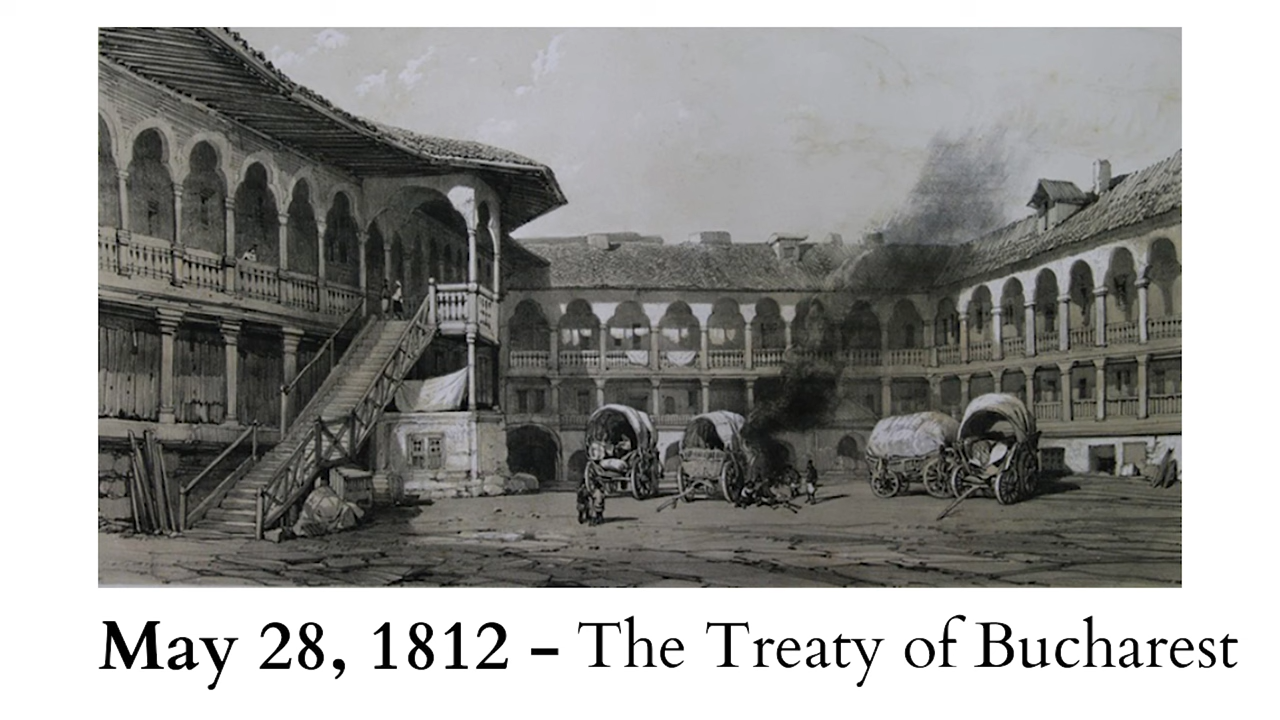 May 28, 1812 – The Treaty of Bucharest